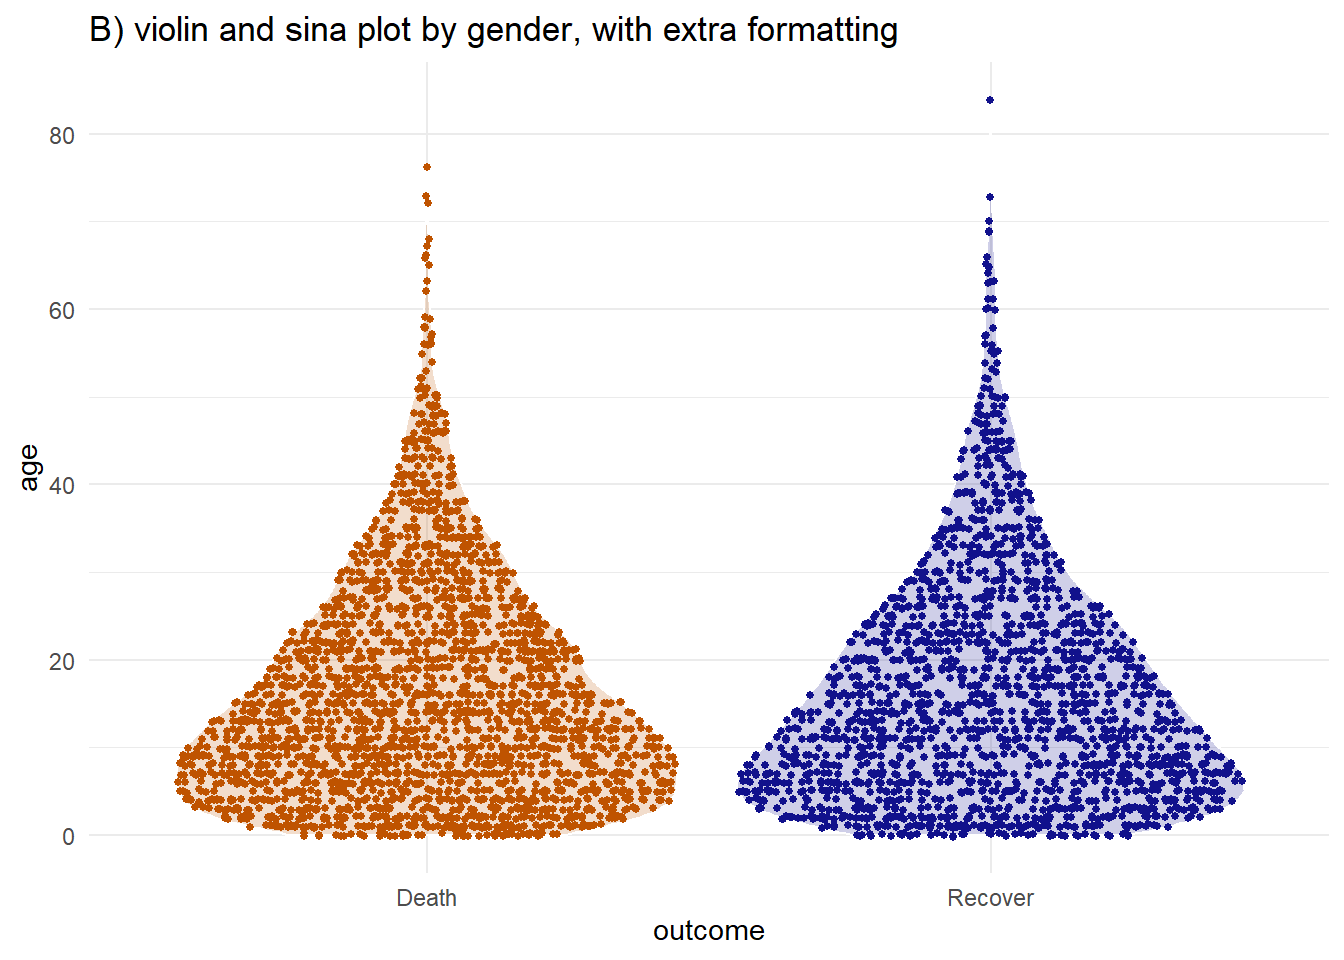 B) violin and sina plot by gender, with extra formatting
80
60
40
20
0
age
Death
Recover
outcome